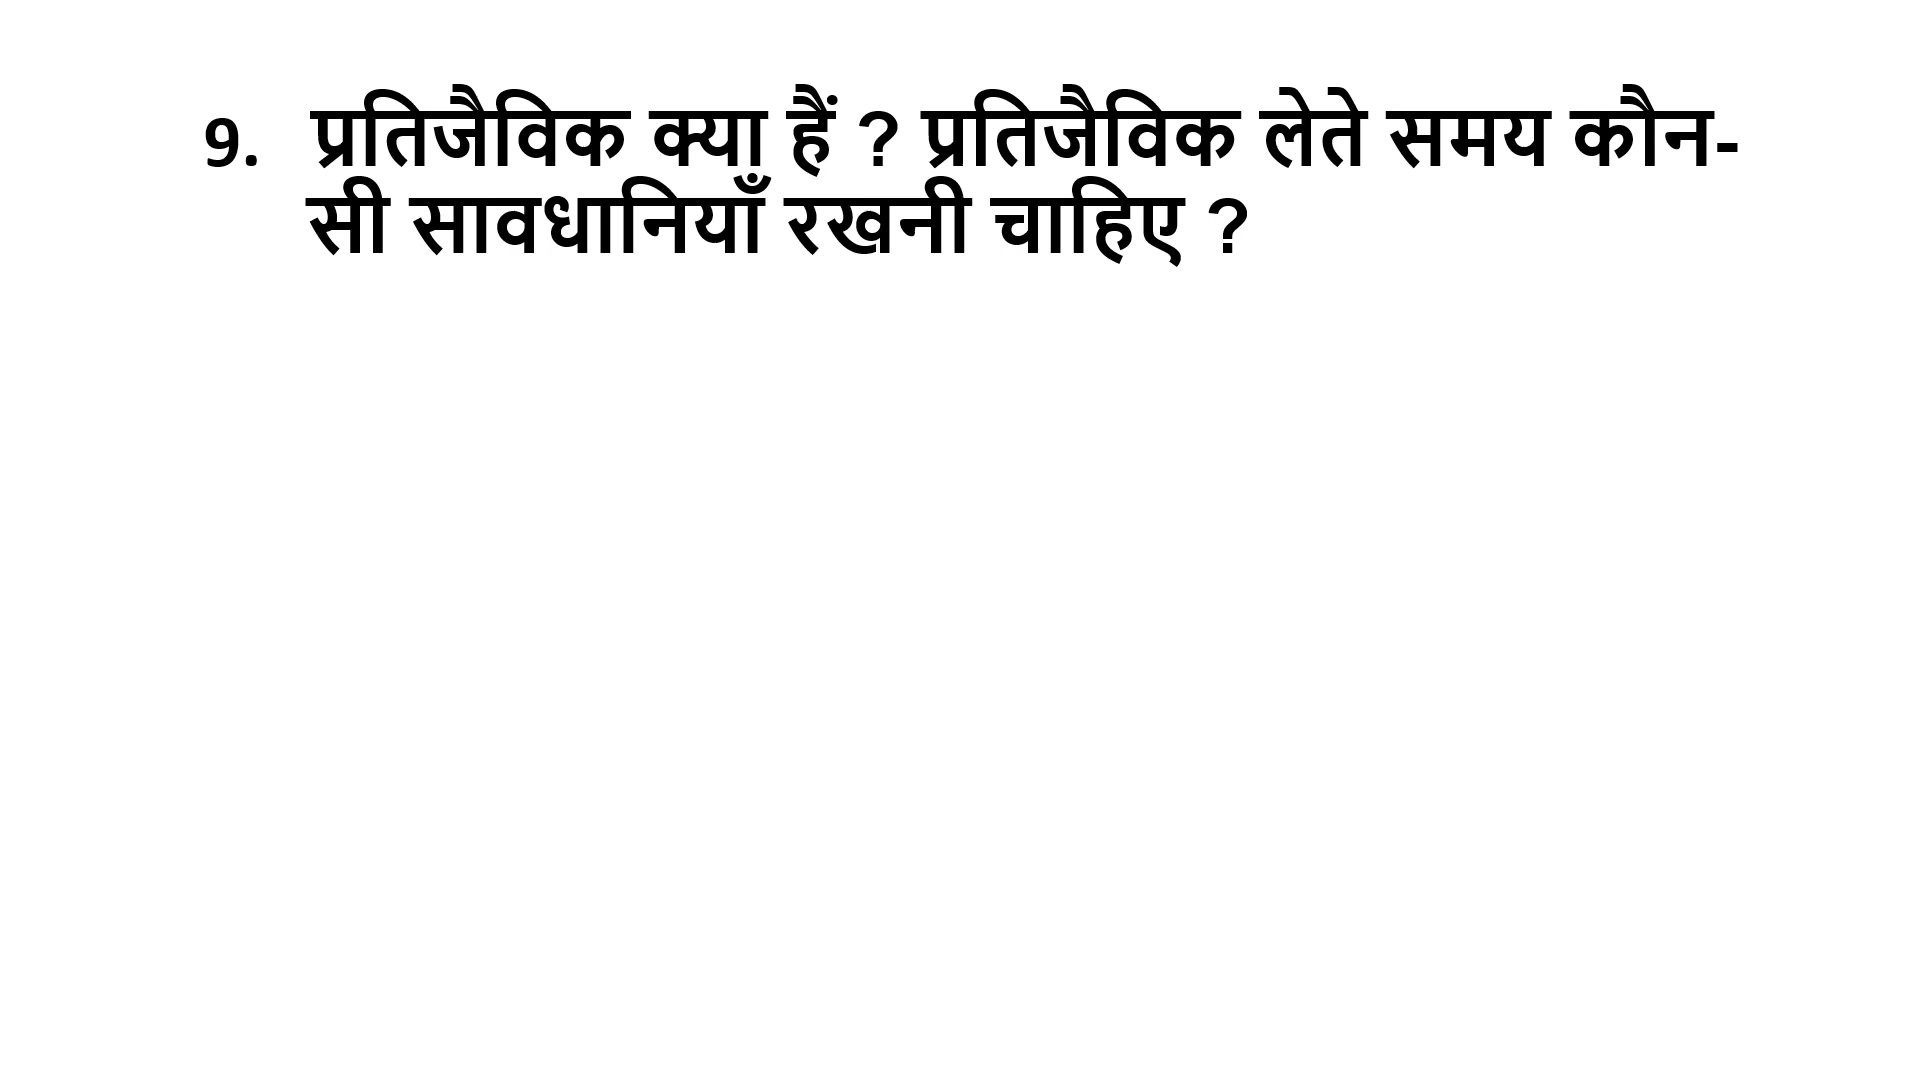 9. प्रतिजैविक क्या हैं ? प्रतिजैविक लेते समय कौन-
सी सावधानियाँ रखनी चाहिए ?